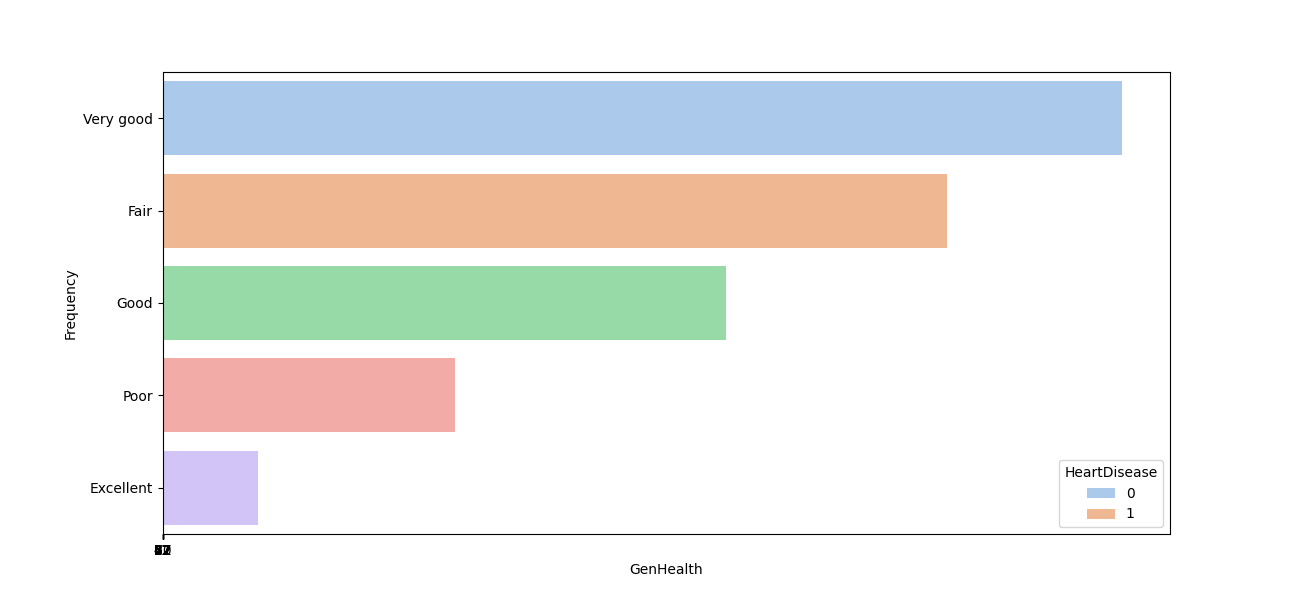 Very good
Fair
Good
Poor
Excellent
Frequency
GenHealth
HeartDisease
0
1